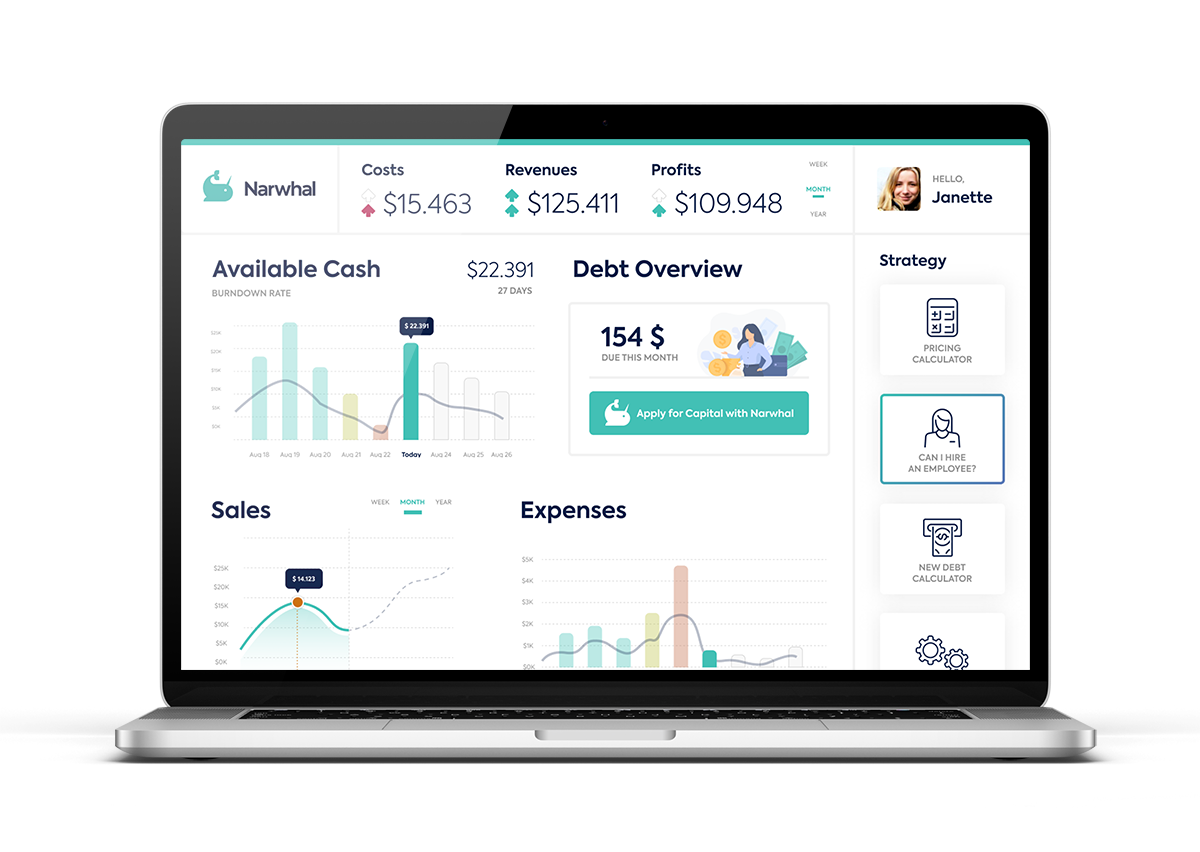 Narwhal
Costs
$15.463
Revenues
$125.411
Profits
$109.948
WEEK
MONTH
YEAR
HELLO,
Janette
Available Cash
BURNDOWN RATE
$22.391
27 DAYS
$ 22.391
$20K
$15K
$10K
$5K
$0K
Aug 18 Aug 19 Aug 20 Aug 21 Aug 22 Today Aug 24 Aug 25 Aug 26
Debt Overview
154 $
DUE THIS MONTH
Apply for Capital with Narwhal
Strategy
PRICING
CALCULATOR
CAN I HIRE
AN EMPLOYEE?
NEW DEBT
CALCULATOR
Sales
WEEK MONTH YEAR
$ 14.123
$25K
$20K
$15K
$10K
$5K
$0K
Expenses
$5K
$4K
$3K
$2K
$1K
$0K